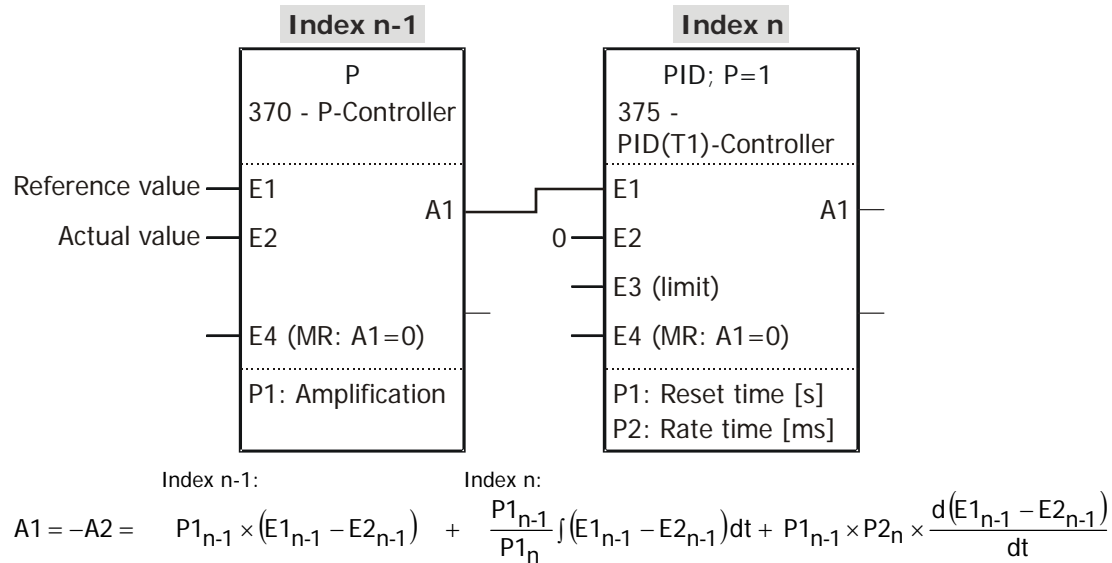 Index n-1
Index n
P
370 - P-Controller
PID; P=1
375 -
PID(T1)-Controller
Reference value
E1
A1
Actual value
E2
E4 (MR: A1=0)
P1: Amplification
E1
A1
0
E2
E3 (limit)
E4 (MR: A1=0)
P1: Reset time [s]
P2: Rate time [ms]
Index n-1:
Index n:
A1 = −A2 = P1n-1 × (E1n-1 − E2n-1) + P1n-1/P1n ∫(E1n-1 − E2n-1)dt + P1n-1 × P2n × d(E1n-1 − E2n-1)/dt